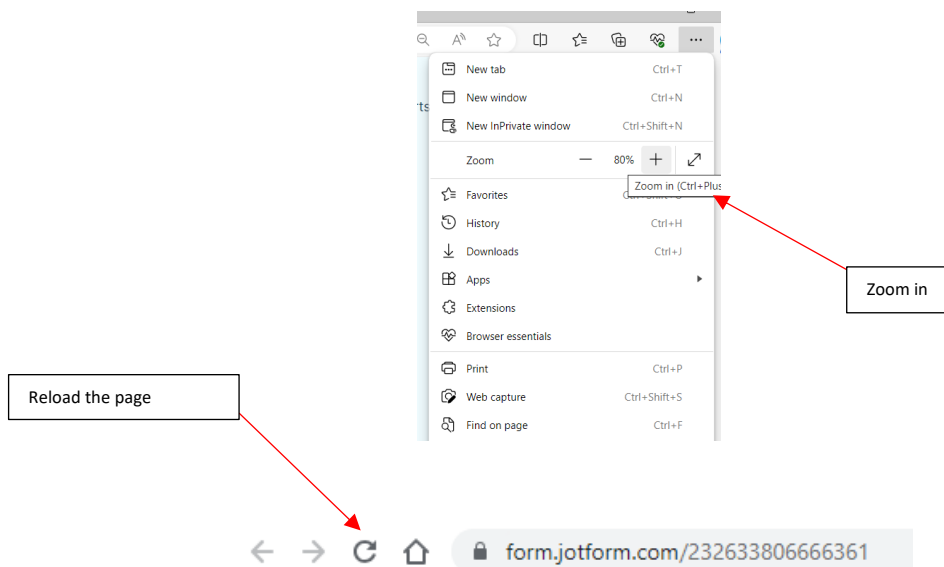 ts
New tab Ctrl+T
New window Ctrl+N
New InPrivate window Ctrl+Shift+N
Zoom 80%
Zoom in (Ctrl+Plus
Favorites
History Ctrl+H
Downloads Ctrl+J
Apps
Zoom in
Extensions
Browser essentials
Print Ctrl+P
Reload the page
Web capture Ctrl+Shift+S
Find on page Ctrl+F
form.jotform.com/232633806666361